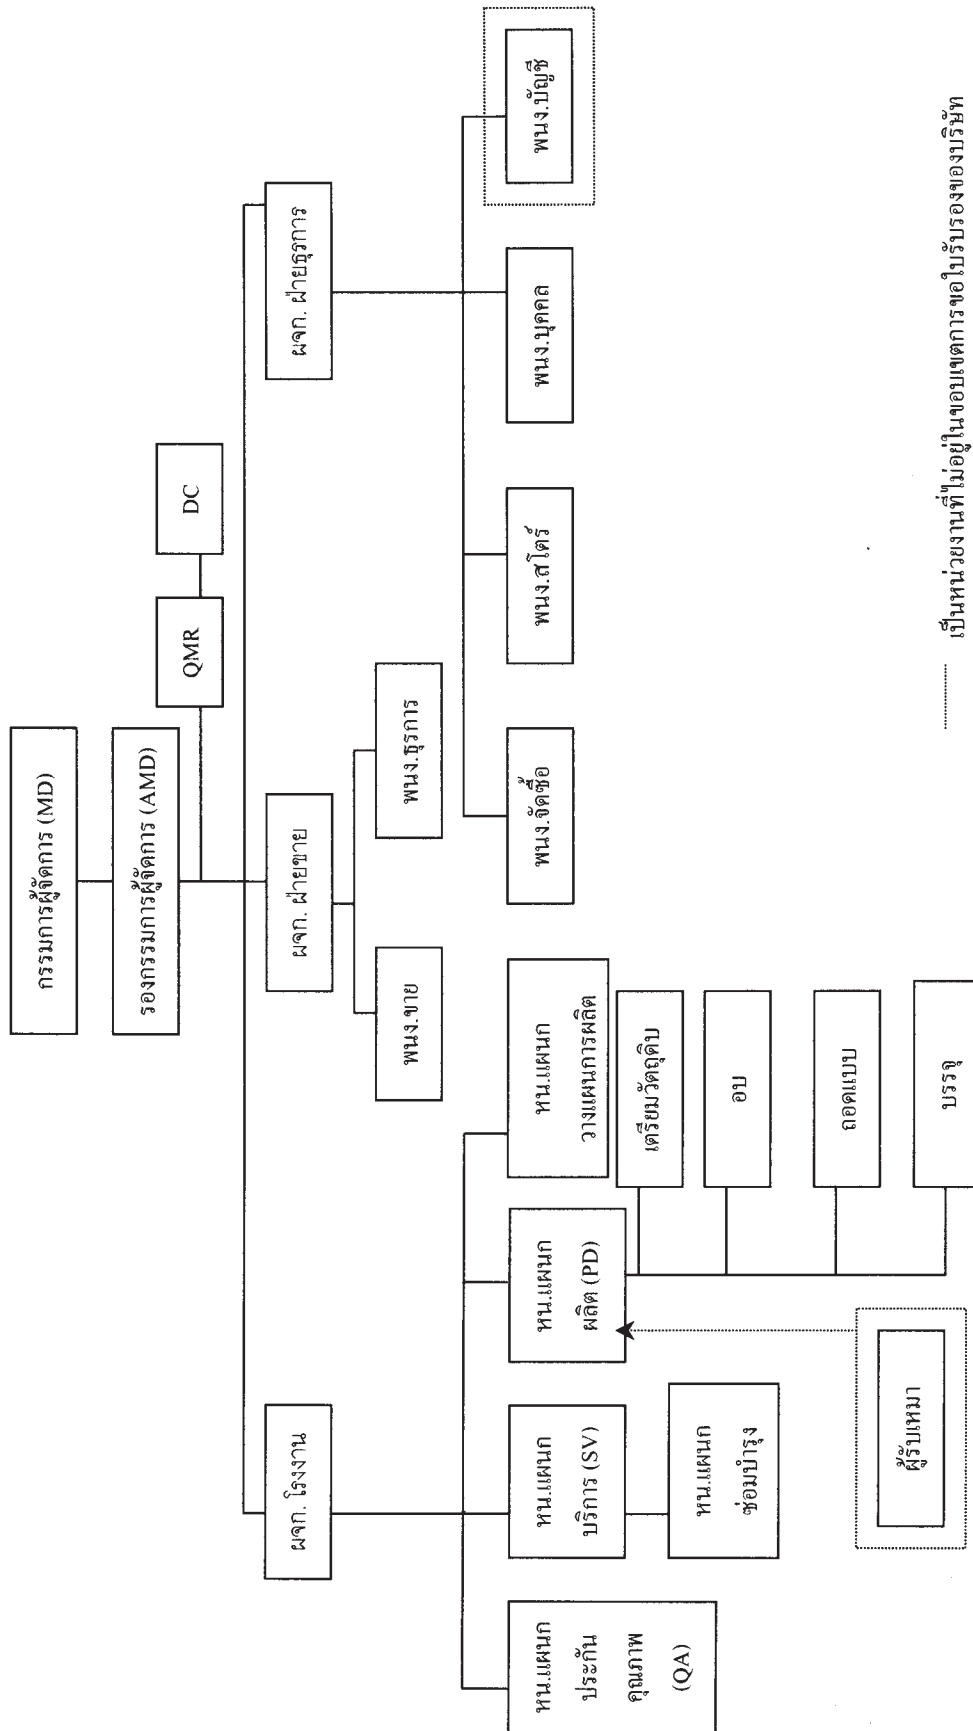 กรรมการผู้จัดการ (MD)
รองกรรมการผู้จัดการ (AMD)
QMR
DC
ผจก. โรงงาน
ผจก. ฝ่ายขาย
ผจก. ฝ่ายธุรการ
พนง.ขาย
พนง.ธุรการ
หน.แผนก
ประกัน
คุณภาพ
(QA)
หน.แผนก
บริการ (SV)
หน.แผนก
ผลิต (PD)
หน.แผนก
วางแผนการผลิต
พนง.จัดซื้อ
พนง.สโตร์
พนง.บุคคล
พนง.บัญชี
หน.แผนก
ซ่อมบำรุง
เตรียมวัตถุดิบ
อบ
ถอดแบบ
บรรจุ
ผู้รับเหมา
เป็นหน่วยงานที่ไม่อยู่ในขอบเขตการขอใบรับรองของบริษัท